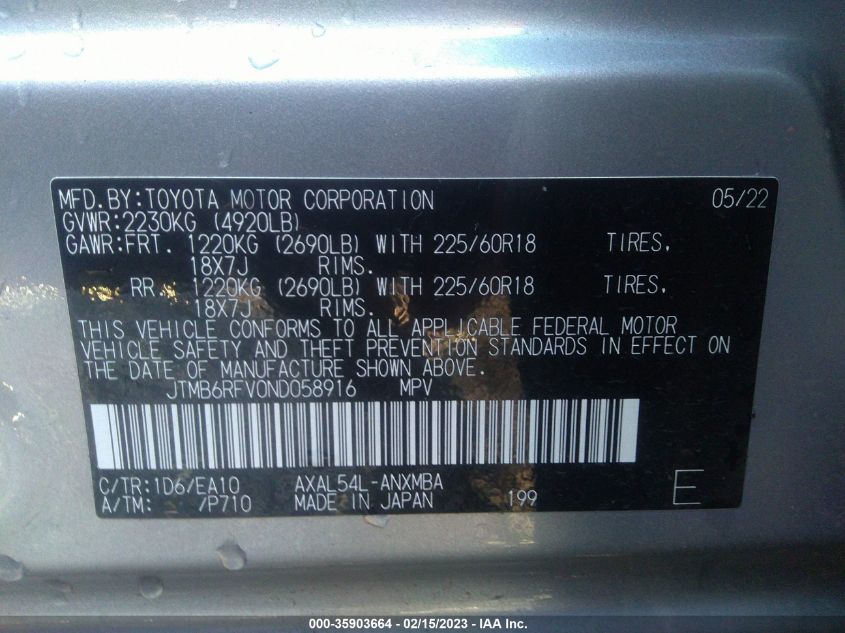 MFD.BY:TOYOTA MOTOR CORPORATION 05/22
GVWR:2230KG (4920LB)
GAWR:FRT. 1220KG (2690LB) WITH 225/60R18 TIRES,
18X7J RIMS.
RR. 1220KG (2690LB) WITH 225/60R18 TIRES,
18X7J RIMS.
THIS VEHICLE CONFORMS TO ALL APPLICABLE FEDERAL MOTOR
VEHICLE SAFETY AND THEFT PREVENTION STANDARDS IN EFFECT ON
THE DATE OF MANUFACTURE SHOWN ABOVE.
JTMB6RFV0ND058916 MPV
C/TR:1D6/EA10 AXAL54L-ANXMBA
A/TM: /P710 MADE IN JAPAN 199 E
000-35903664 - 02/15/2023 - IAA Inc.